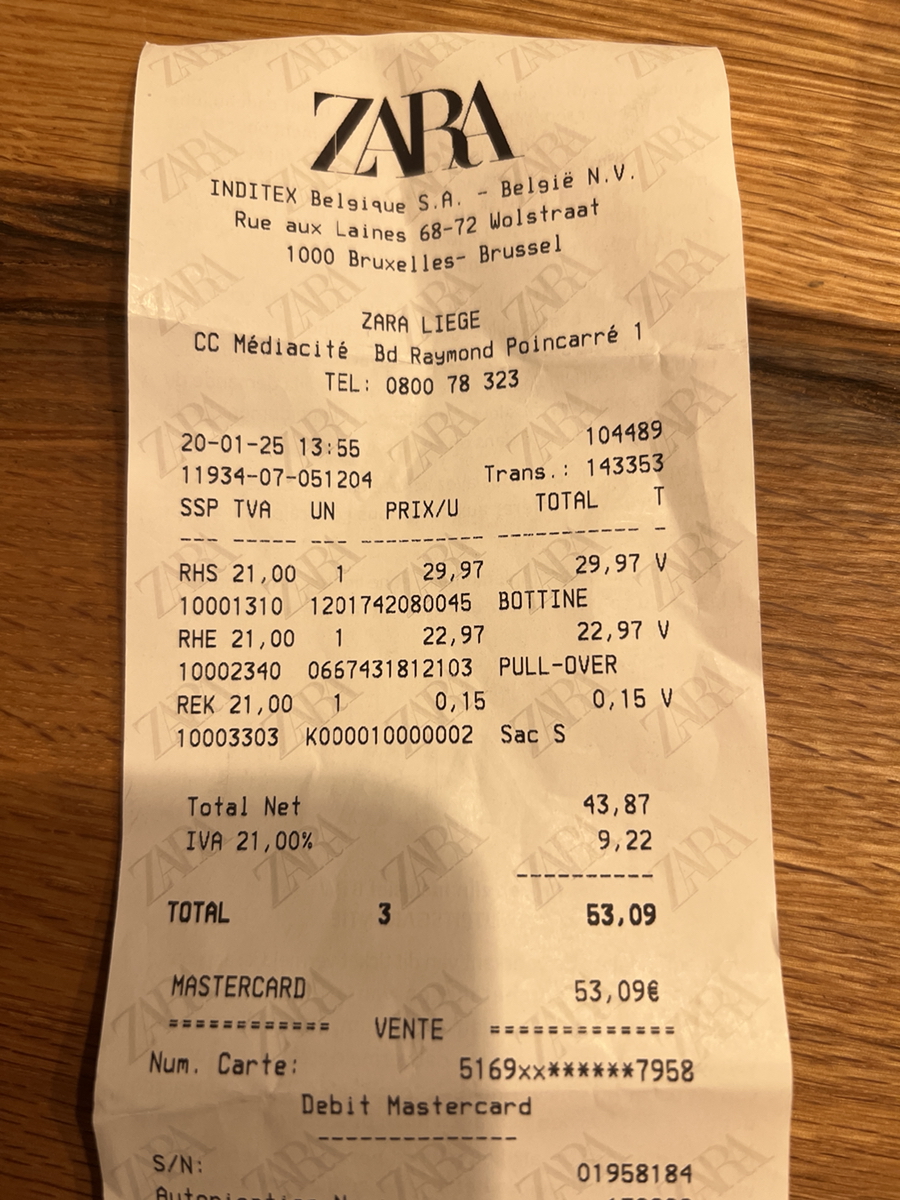 ZARA
INDITEX Belgique S.A. - België N.V.
Rue aux Laines 68-72 Wolstraat
1000 Bruxelles- Brussel
ZARA LIEGE
CC Médiacité Bd Raymond Poincarré 1
TEL: 0800 78 323
20-01-25 13:55 104489
11934-07-051204 Trans.: 143353
SSP TVA UN PRIX/U TOTAL T
--- ----- --- ---------- ----------- -
RHS 21,00 1 29,97 29,97 V
10001310 1201742080045 BOTTINE
RHE 21,00 1 22,97 22,97 V
10002340 0667431812103 PULL-OVER
REK 21,00 1 0,15 0,15 V
10003303 K000010000002 Sac S
Total Net 43,87
IVA 21,00% 9,22
----------
TOTAL 3 53,09
MASTERCARD 53,09€
============ VENTE =============
Num. Carte: 5169xx******7958
Debit Mastercard
--------------
S/N: 01958184